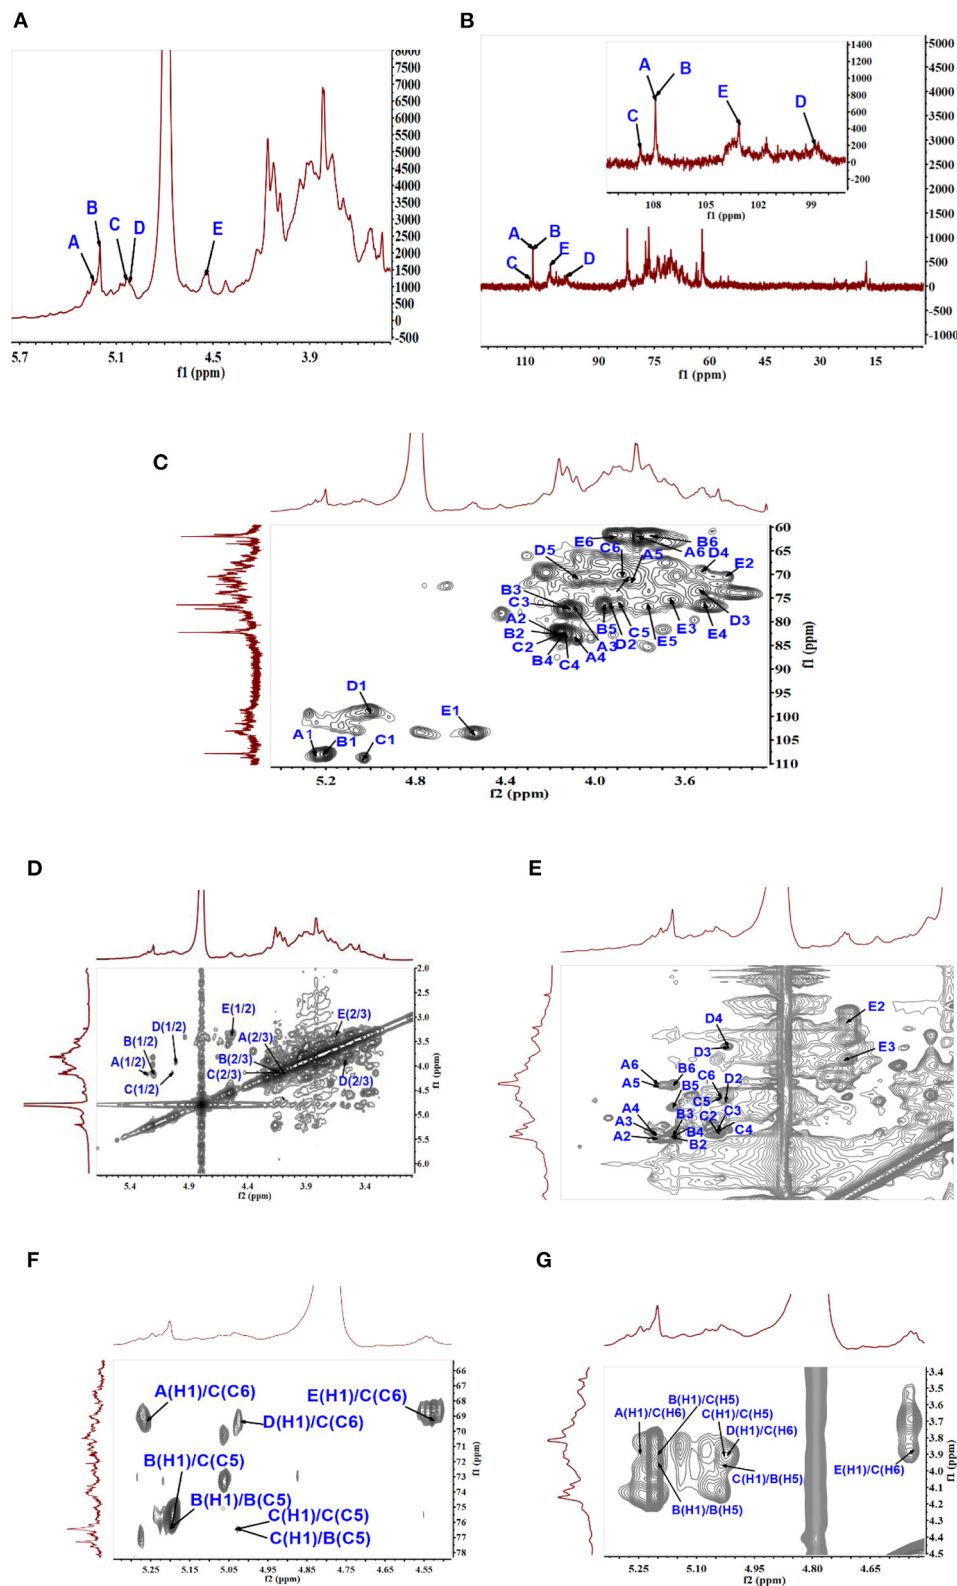 A
8000
7500
7000
6500
6000
5500
5000
4500
4000
3500
3000
2500
2000
1500
1000
500
0
-500
B
A
C
D
E
5.7
5.1
4.5
3.9
f1 (ppm)
B
5000
4500
4000
3500
3000
2500
2000
1500
1000
500
0
-500
-1000
1400
1200
1000
800
600
400
200
0
-200
A
B
C
E
D
108
105
102
99
f1 (ppm)
A
B
C
E
D
110
90
75
60
45
30
15
f1 (ppm)
C
60
65
70
75
80
85
90
95
100
105
110
f1 (ppm)
E6
C6
B6
A6
D4
D5
A5
E2
B3
C3
A2
B2
C2
B4
C4
A4
A3
B5
D2
C5
E5
E3
E4
D3
D1
E1
A1
B1
C1
5.2
4.8
4.4
4.0
3.6
f2 (ppm)
D
2.0
2.5
3.0
3.5
4.0
4.5
5.0
5.5
6.0
f1 (ppm)
E(1/2)
E(2/3)
D(1/2)
B(1/2)
A(1/2)
C(1/2)
A(2/3)
B(2/3)
C(2/3)
D(2/3)
5.4
4.9
4.4
3.9
3.4
f2 (ppm)
E
E2
D4
D3
E3
A6
A5
B6
B5
C6
D2
C5
A4
A3
A2
B3
B4
B2
C2
C3
C4
F
66
67
68
69
70
71
72
73
74
75
76
77
78
f1 (ppm)
A(H1)/C(C6)
E(H1)/C(C6)
D(H1)/C(C6)
B(H1)/C(C5)
B(H1)/B(C5)
C(H1)/C(C5)
C(H1)/B(C5)
5.25
5.15
5.05
4.95
4.85
4.75
4.65
4.55
f2 (ppm)
G
3.4
3.5
3.6
3.7
3.8
3.9
4.0
4.1
4.2
4.3
4.4
4.5
f1 (ppm)
B(H1)/C(H5)
A(H1)/C(H6)
C(H1)/C(H5)
D(H1)/C(H6)
E(H1)/C(H6)
C(H1)/B(H5)
B(H1)/B(H5)
5.25
5.10
4.95
4.80
4.65
f2 (ppm)